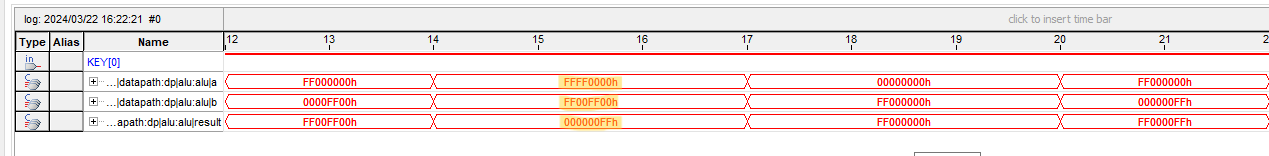 log: 2024/03/22 16:22:21 #0 click to insert time bar
Type Alias Name 12 13 14 15 16 17 18 19 20 21 2
in KEY[0]
...|datapath:dp|alu:alu|a FF000000h FFFF0000h 00000000h FF000000h
...|datapath:dp|alu:alu|b 0000FF00h FF00FF00h FF000000h 000000FFh
...apath:dp|alu:alu|result FF00FF00h 000000FFh FF000000h FF0000FFh